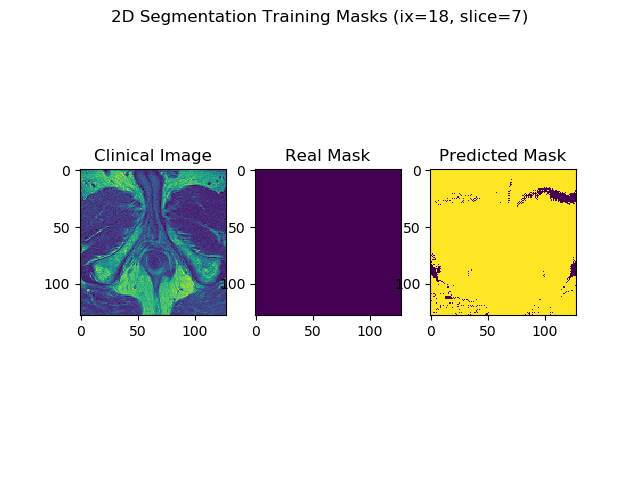 2D Segmentation Training Masks (ix=18, slice=7)
Clinical Image Real Mask Predicted Mask
0 0 0
50 50 50
100 100 100
0 50 100 0 50 100 0 50 100